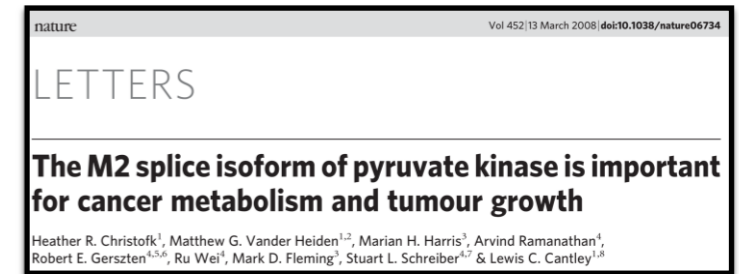 nature
Vol 452|13 March 2008|doi:10.1038/nature06734
LETTERS
The M2 splice isoform of pyruvate kinase is important
for cancer metabolism and tumour growth
Heather R. Christofk¹, Matthew G. Vander Heiden¹,², Marian H. Harris³, Arvind Ramanathan⁴,
Robert E. Gerszten⁴,⁵,⁶, Ru Wei⁴, Mark D. Fleming³, Stuart L. Schreiber⁴,⁷ & Lewis C. Cantley¹,⁸